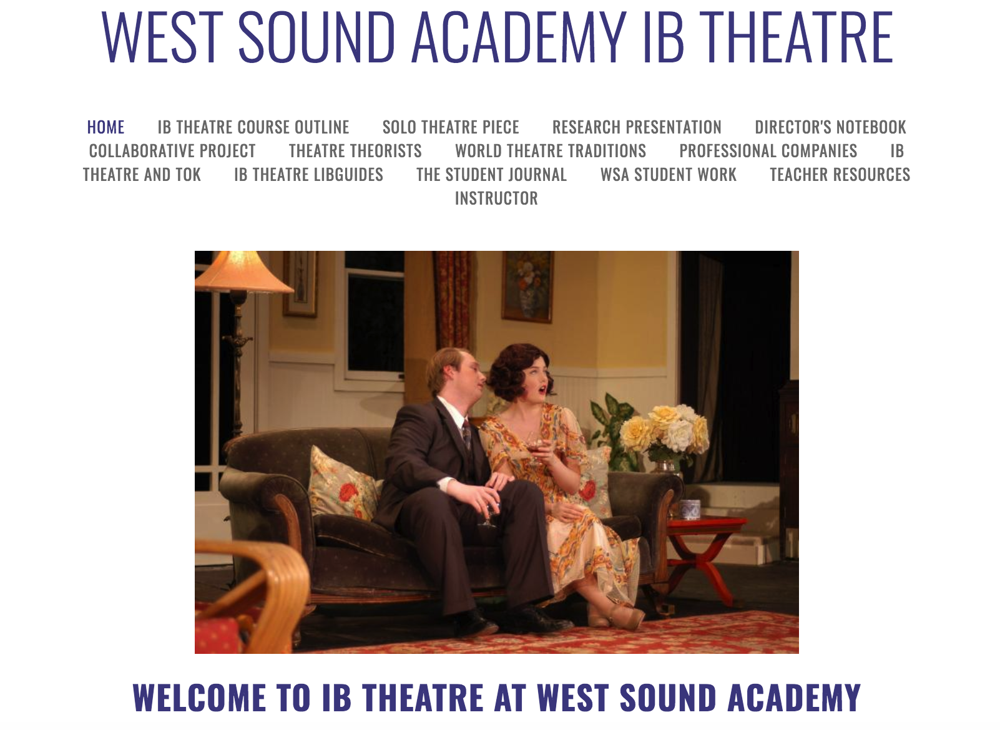 WEST SOUND ACADEMY IB THEATRE
HOME IB THEATRE COURSE OUTLINE SOLO THEATRE PIECE RESEARCH PRESENTATION DIRECTOR'S NOTEBOOK
COLLABORATIVE PROJECT THEATRE THEORISTS WORLD THEATRE TRADITIONS PROFESSIONAL COMPANIES IB
THEATRE AND TOK IB THEATRE LIBGUIDES THE STUDENT JOURNAL WSA STUDENT WORK TEACHER RESOURCES
INSTRUCTOR
WELCOME TO IB THEATRE AT WEST SOUND ACADEMY